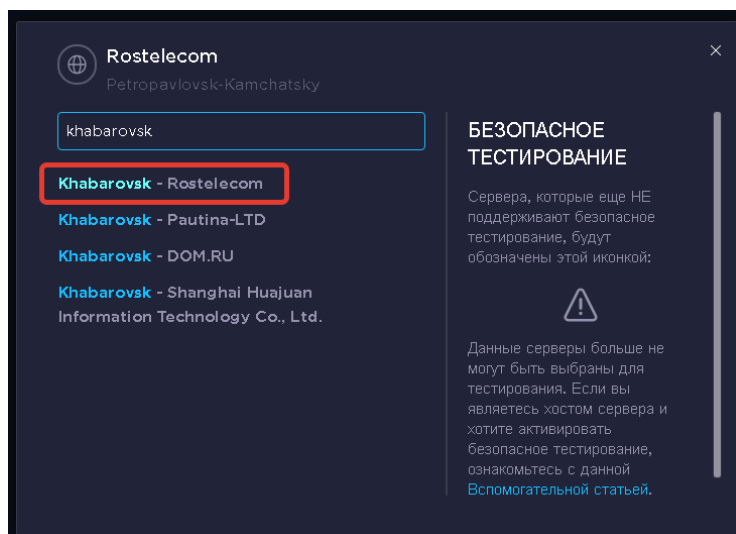 Rostelecom
Petropavlovsk-Kamchatsky
khabarovsk
Khabarovsk - Rostelecom
Khabarovsk - Pautina-LTD
Khabarovsk - DOM.RU
Khabarovsk - Shanghai Huajuan
Information Technology Co., Ltd.
БЕЗОПАСНОЕ
ТЕСТИРОВАНИЕ
Сервера, которые еще НЕ
поддерживают безопасное
тестирование, будут
обозначены этой иконкой:
Данные серверы больше не
могут быть выбраны для
тестирования. Если вы
являетесь хостом сервера и
хотите активировать
безопасное тестирование,
ознакомьтесь с данной
Вспомогательной статьей.